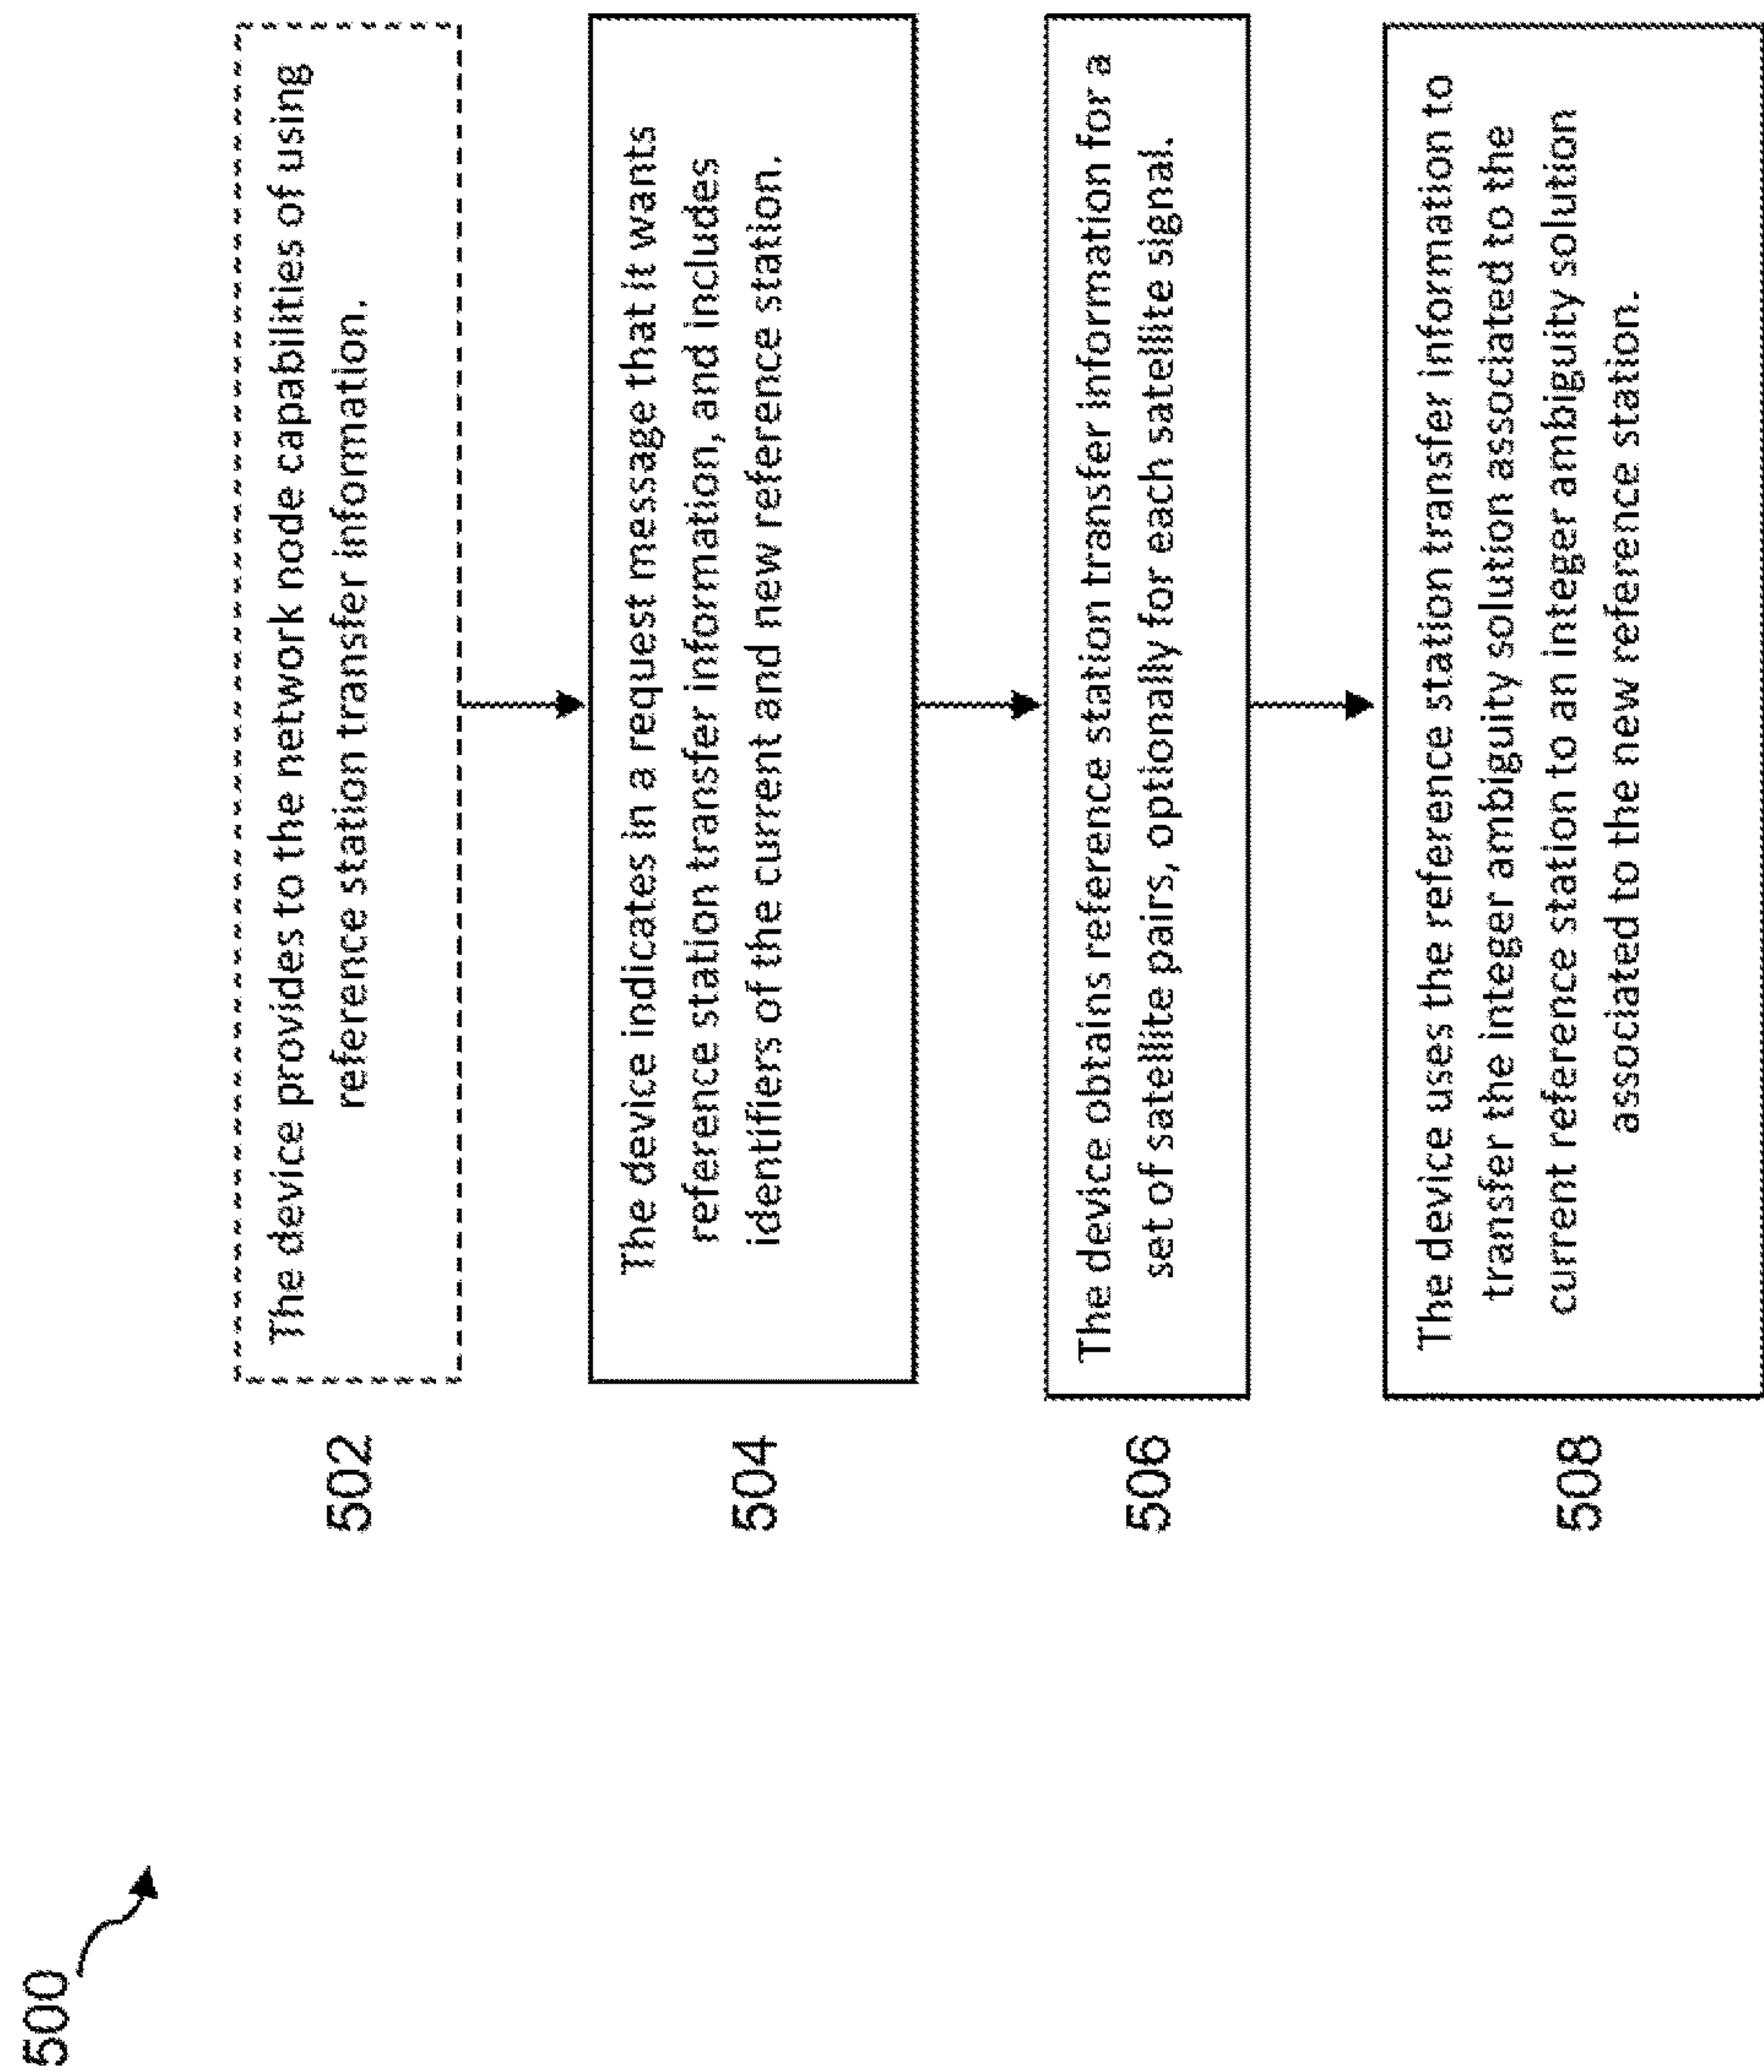 500
502
The device provides to the network node capabilities of using
reference station transfer information.
504
The device indicates in a request message that it wants
reference station transfer information, and includes
identifiers of the current and new reference station.
506
The device obtains reference station transfer information for a
set of satellite pairs, optionally for each satellite signal.
508
The device uses the reference station transfer information to
transfer the integer ambiguity solution associated to the
current reference station to an integer ambiguity solution
associated to the new reference station.